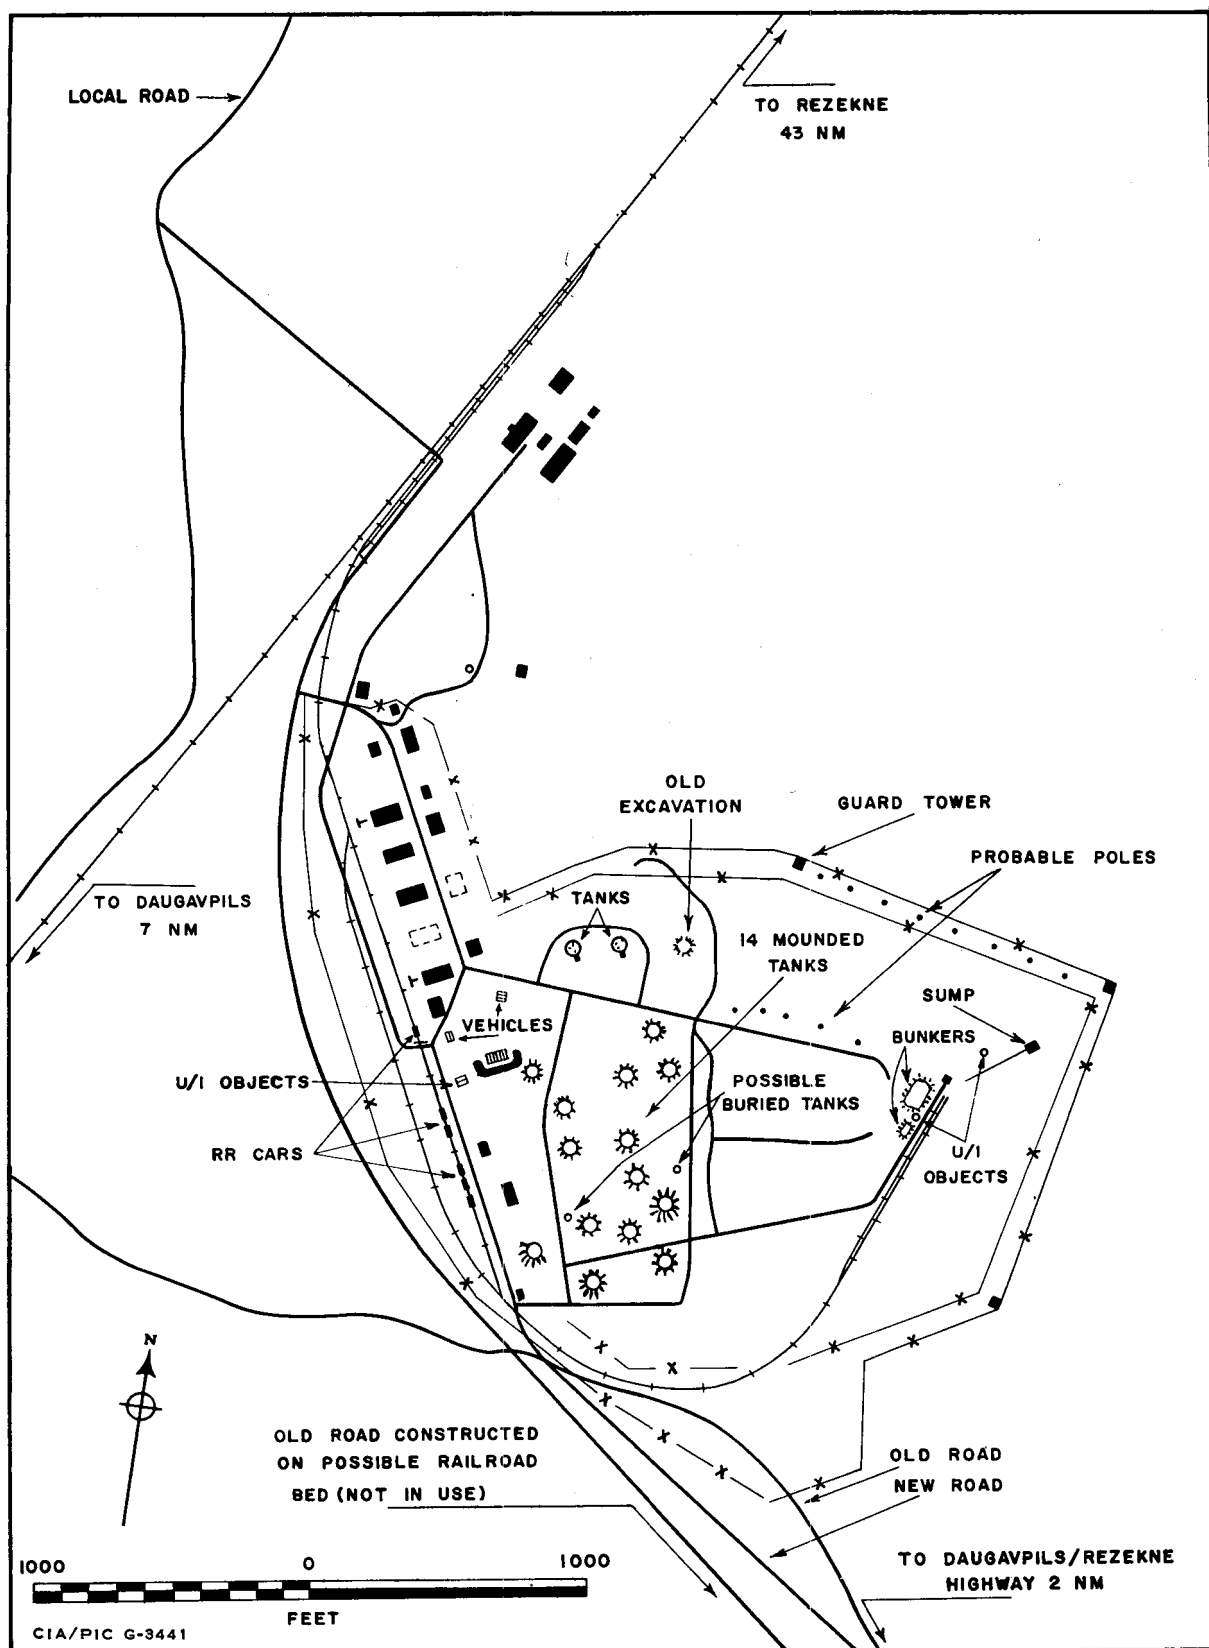 LOCAL ROAD
TO REZEKNE
43 NM
OLD
EXCAVATION
GUARD TOWER
PROBABLE POLES
TO DAUGAVPILS
7 NM
TANKS
14 MOUNDED
TANKS
SUMP
VEHICLES
BUNKERS
U/I OBJECTS
POSSIBLE
BURIED TANKS
RR CARS
U/I
OBJECTS
N
OLD ROAD CONSTRUCTED
ON POSSIBLE RAILROAD
BED (NOT IN USE)
OLD ROAD
NEW ROAD
TO DAUGAVPILS/REZEKNE
HIGHWAY 2 NM
1000 0 1000
FEET
CIA/PIC G-3441